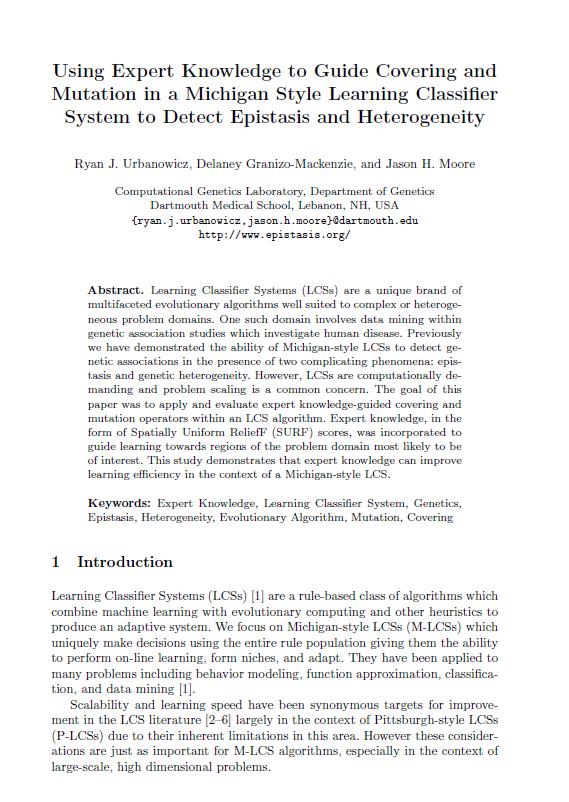 Using Expert Knowledge to Guide Covering and
Mutation in a Michigan Style Learning Classifier
System to Detect Epistasis and Heterogeneity
Ryan J. Urbanowicz, Delaney Granizo-Mackenzie, and Jason H. Moore
Computational Genetics Laboratory, Department of Genetics
Dartmouth Medical School, Lebanon, NH, USA
{ryan.j.urbanowicz,jason.h.moore}@dartmouth.edu
http://www.epistasis.org/
Abstract. Learning Classifier Systems (LCSs) are a unique brand of
multifaceted evolutionary algorithms well suited to complex or heteroge-
neous problem domains. One such domain involves data mining within
genetic association studies which investigate human disease. Previously
we have demonstrated the ability of Michigan-style LCSs to detect ge-
netic associations in the presence of two complicating phenomena: epis-
tasis and genetic heterogeneity. However, LCSs are computationally de-
manding and problem scaling is a common concern. The goal of this
paper was to apply and evaluate expert knowledge-guided covering and
mutation operators within an LCS algorithm. Expert knowledge, in the
form of Spatially Uniform ReliefF (SURF) scores, was incorporated to
guide learning towards regions of the problem domain most likely to be
of interest. This study demonstrates that expert knowledge can improve
learning efficiency in the context of a Michigan-style LCS.
Keywords: Expert Knowledge, Learning Classifier System, Genetics,
Epistasis, Heterogeneity, Evolutionary Algorithm, Mutation, Covering
1 Introduction
Learning Classifier Systems (LCSs) [1] are a rule-based class of algorithms which
combine machine learning with evolutionary computing and other heuristics to
produce an adaptive system. We focus on Michigan-style LCSs (M-LCSs) which
uniquely make decisions using the entire rule population giving them the ability
to perform on-line learning, form niches, and adapt. They have been applied to
many problems including behavior modeling, function approximation, classifica-
tion, and data mining [1].
Scalability and learning speed have been synonymous targets for improve-
ment in the LCS literature [2–6] largely in the context of Pittsburgh-style LCSs
(P-LCSs) due to their inherent limitations in this area. However these consider-
ations are just as important for M-LCS algorithms, especially in the context of
large-scale, high dimensional problems.